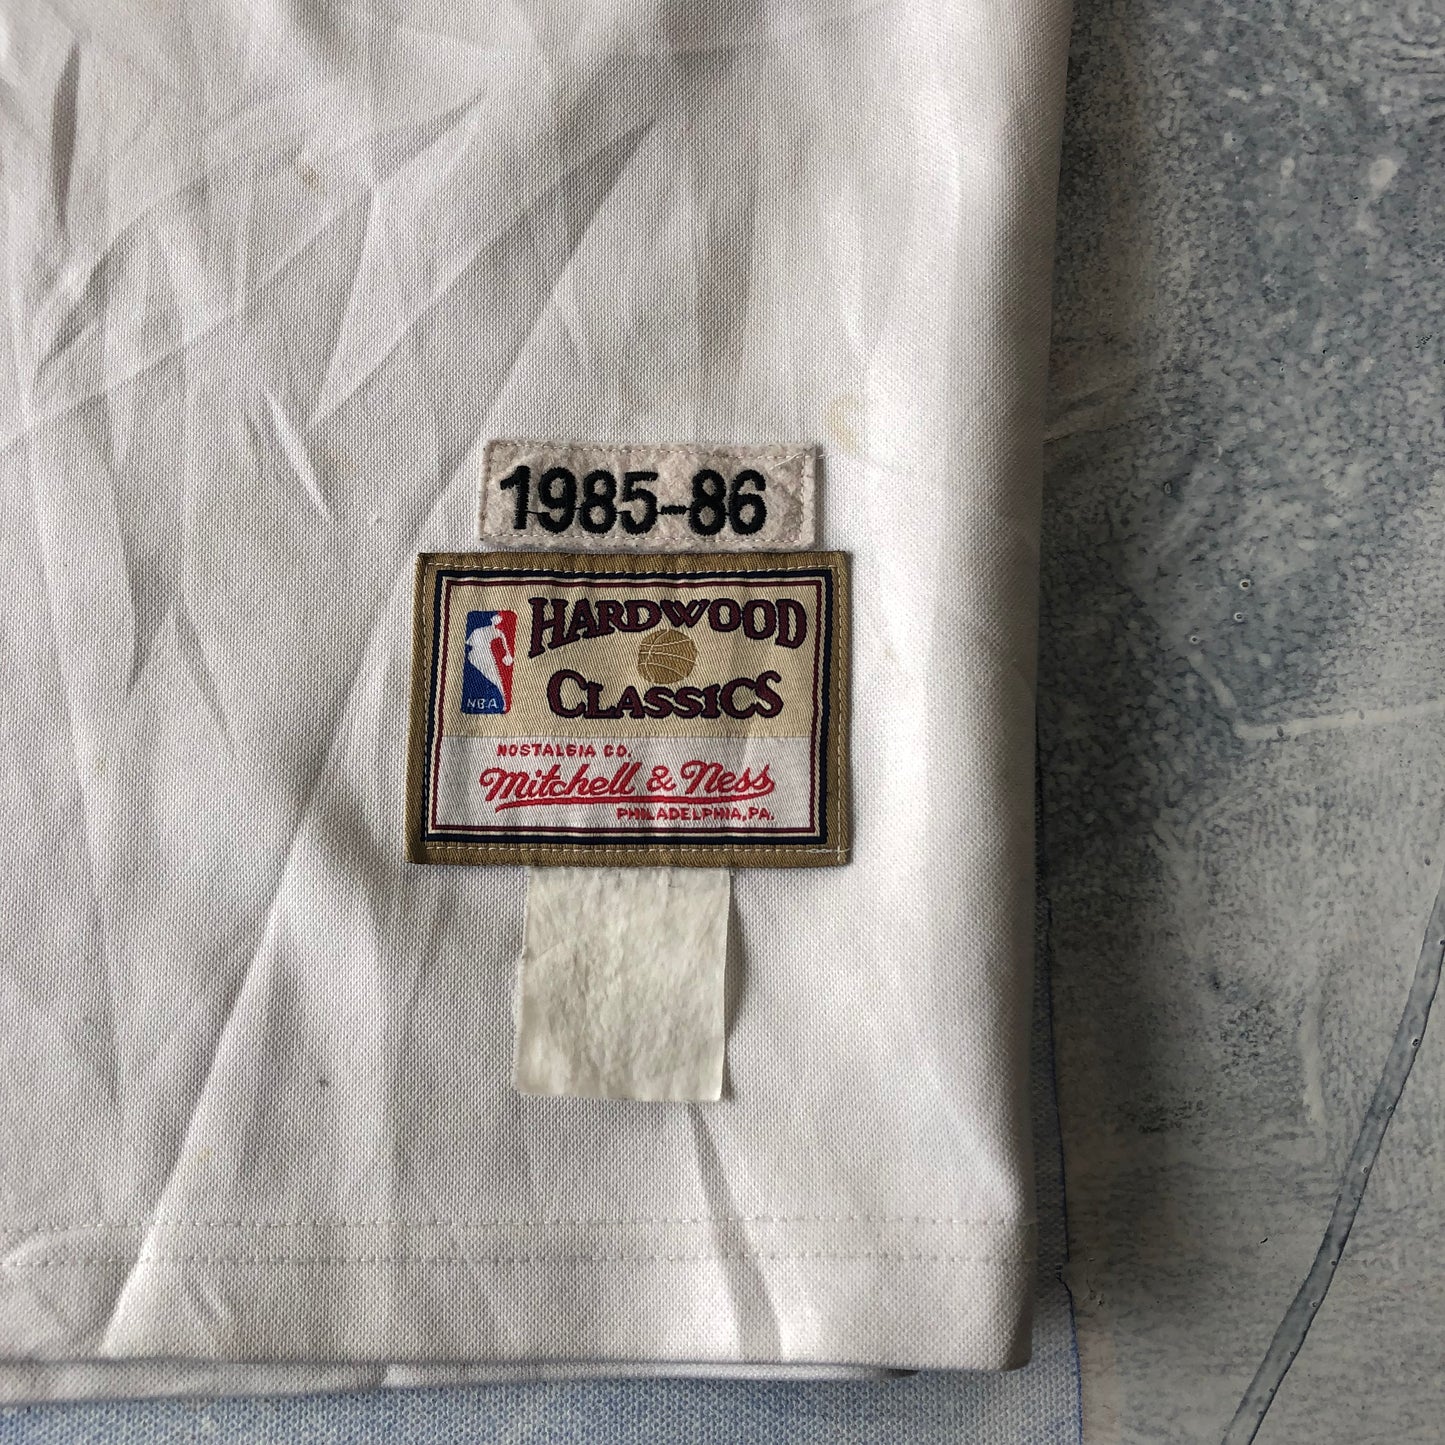 1985-86
HARDWOOD
CLASSICS
NBA
NOSTALGIA CO.
Mitchell & Ness
PHILADELPHIA, PA.